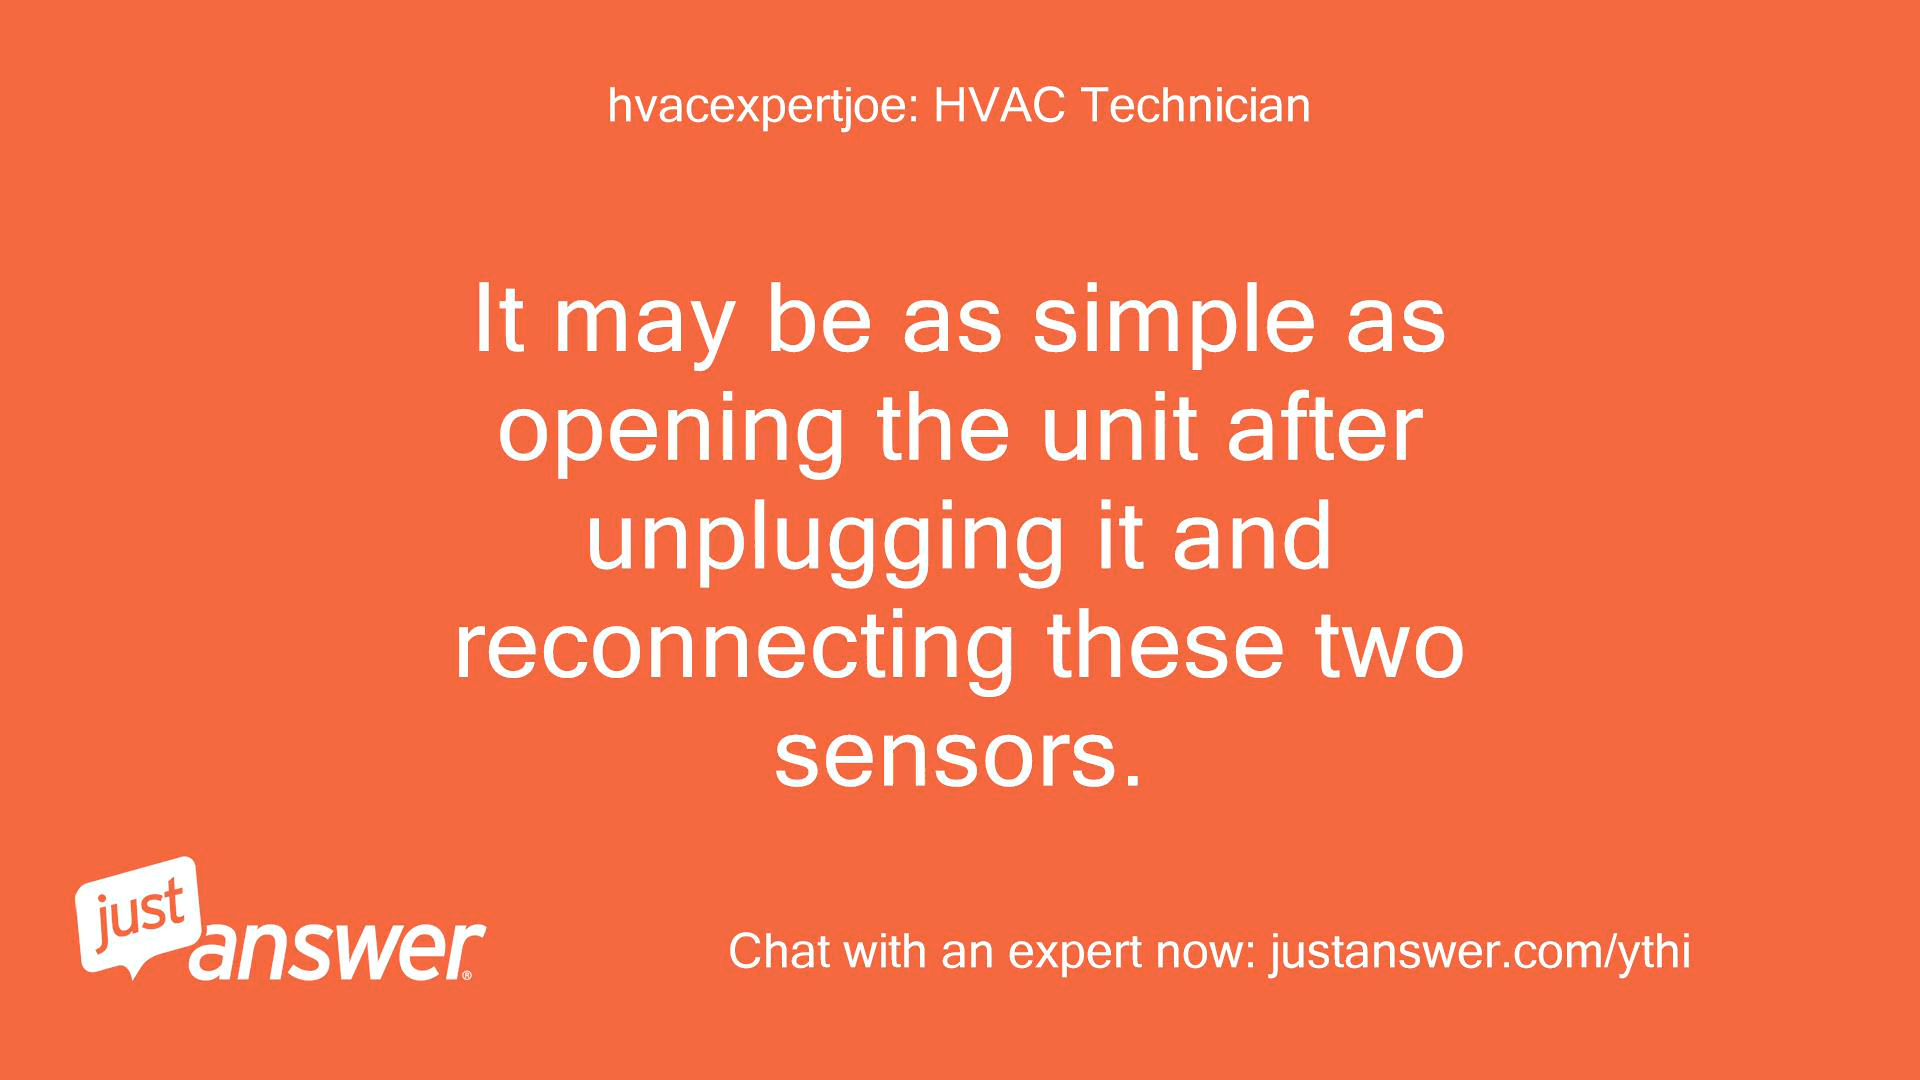 hvacexpertjoe: HVAC Technician
It may be as simple as
opening the unit after
unplugging it and
reconnecting these two
sensors.
just
answer®
Chat with an expert now: justanswer.com/ythi